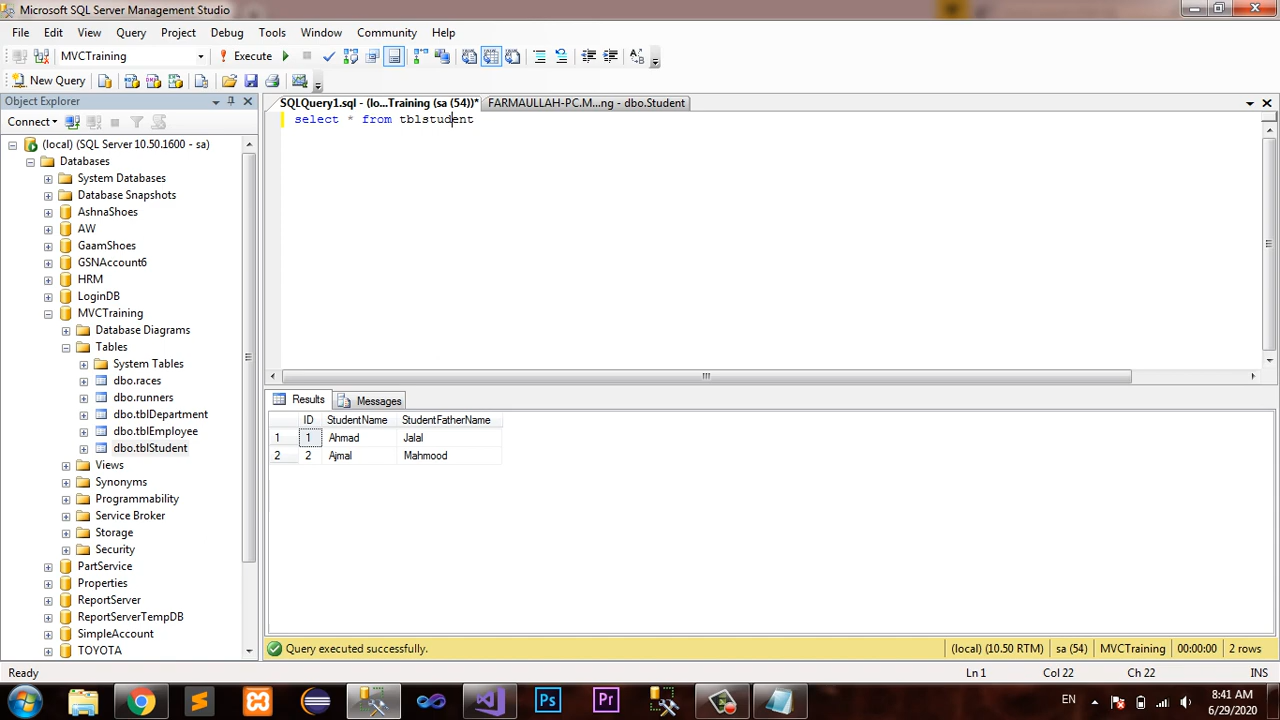 Microsoft SQL Server Management Studio
File Edit View Query Project Debug Tools Window Community Help
MVCTraining Execute
New Query
Object Explorer
SQLQuery1.sql - (lo...Training (sa (54))* FARMAULLAH-PC.M...ng - dbo.Student
Connect
select * from tblstudent
(local) (SQL Server 10.50.1600 - sa)
Databases
System Databases
Database Snapshots
AshnaShoes
AW
GaamShoes
GSNAccount6
HRM
LoginDB
MVCTraining
Database Diagrams
Tables
System Tables
dbo.races
dbo.runners
dbo.tblDepartment
dbo.tblEmployee
dbo.tblStudent
Views
Synonyms
Programmability
Service Broker
Storage
Security
PartService
Properties
ReportServer
ReportServerTempDB
SimpleAccount
TOYOTA
Results Messages
ID StudentName StudentFatherName
1 1 Ahmad Jalal
2 2 Ajmal Mahmood
Query executed successfully. (local) (10.50 RTM) sa (54) MVCTraining 00:00:00 2 rows
Ready Ln 1 Col 22 Ch 22 INS
Ps Pr EN 8:41 AM
6/29/2020